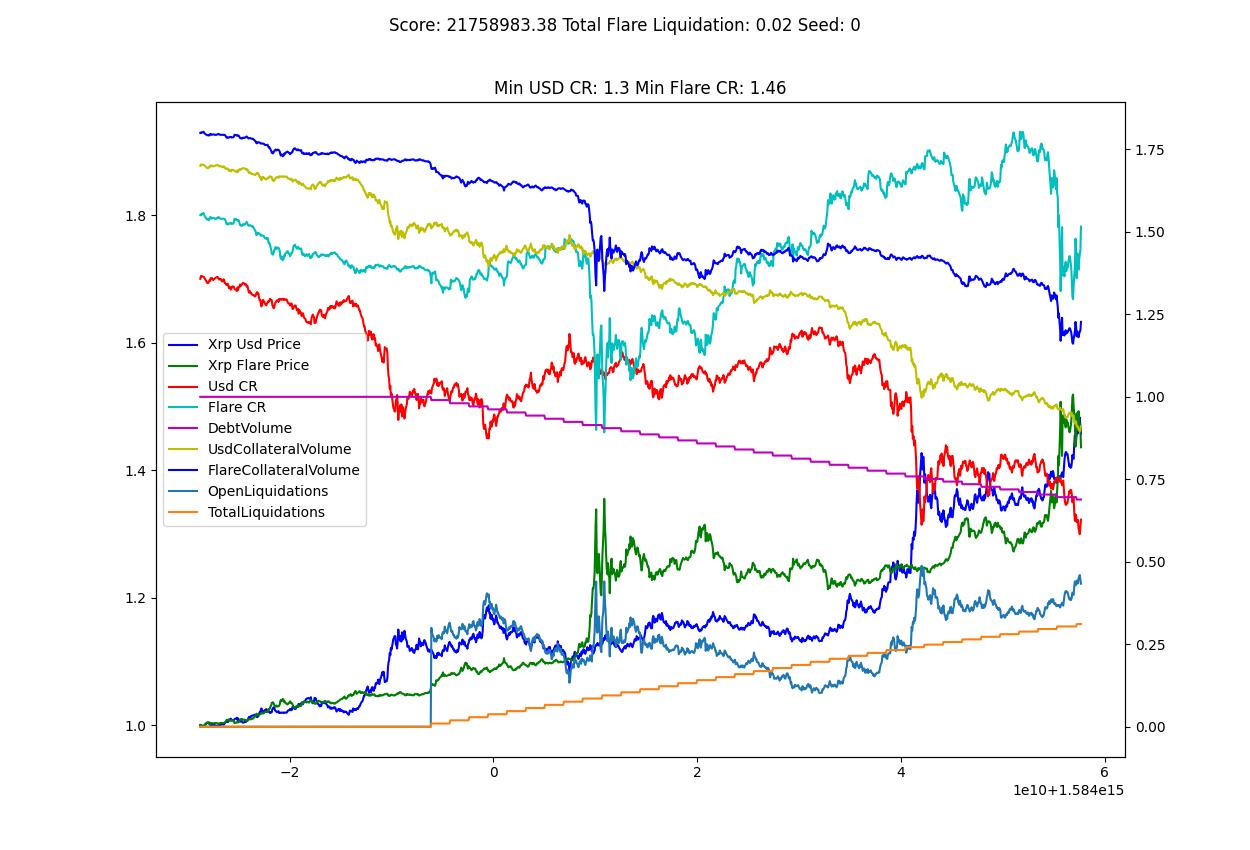 Score: 21758983.38 Total Flare Liquidation: 0.02 Seed: 0
Min USD CR: 1.3 Min Flare CR: 1.46
1.8
1.6
1.4
1.2
1.0
1.75
1.50
1.25
1.00
0.75
0.50
0.25
0.00
Xrp Usd Price
Xrp Flare Price
Usd CR
Flare CR
DebtVolume
UsdCollateralVolume
FlareCollateralVolume
OpenLiquidations
TotalLiquidations
−2 0 2 4 6
1e10+1.584e15